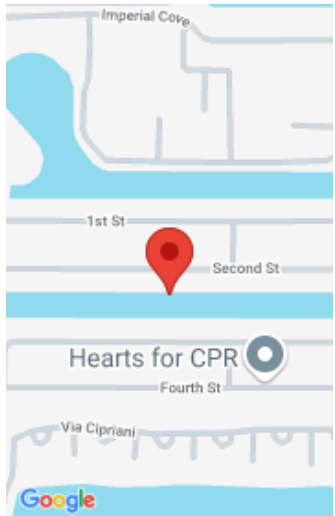 Imperial Cove
1st St
Second St
Hearts for CPR
Fourth St
Via Cipriani
Google